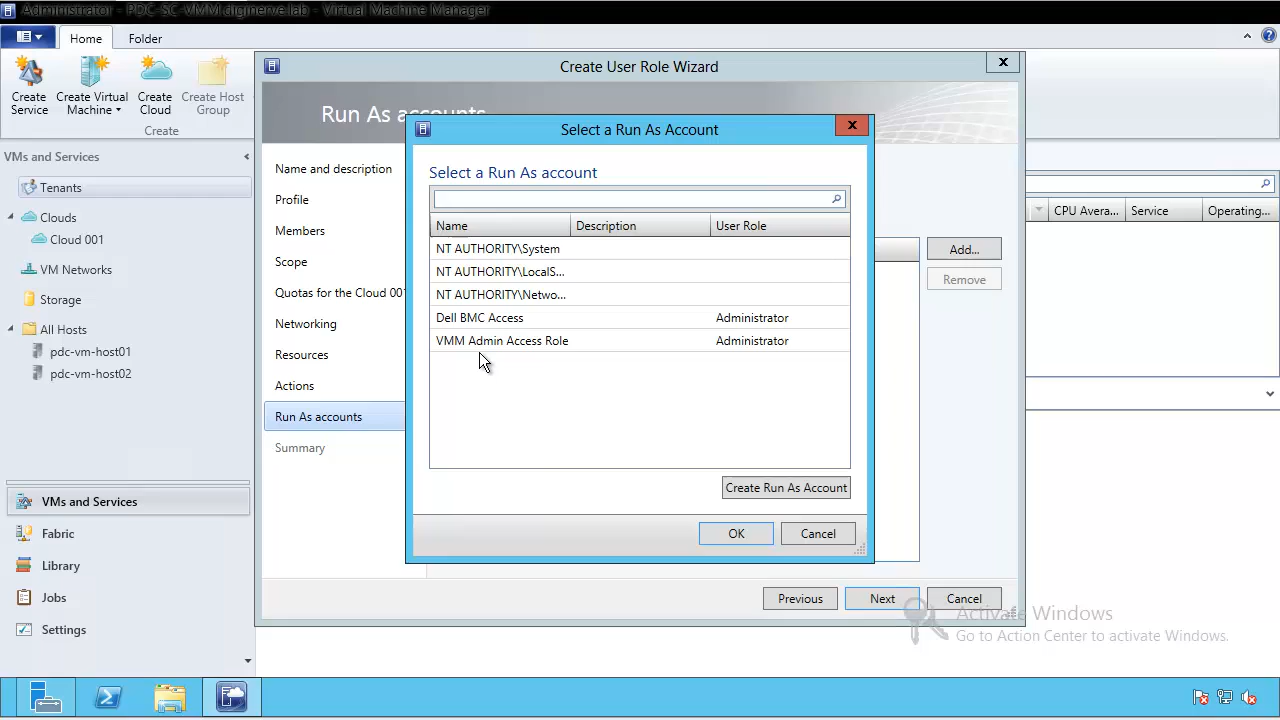 Administrator - PDC-SC-VMM.diginerve.lab - Virtual Machine Manager
Home
Folder
Create Service
Create Virtual Machine
Create Cloud
Create Host Group
Create
VMs and Services
Tenants
Clouds
Cloud 001
VM Networks
Storage
All Hosts
pdc-vm-host01
pdc-vm-host02
VMs and Services
Fabric
Library
Jobs
Settings
Create User Role Wizard
X
Run As accounts
Name and description
Profile
Members
Scope
Quotas for the Cloud 001
Networking
Resources
Actions
Run As accounts
Summary
Select a Run As Account
X
Select a Run As account
Name Description User Role
NT AUTHORITY\System
NT AUTHORITY\LocalS...
NT AUTHORITY\Netwo...
Dell BMC Access Administrator
VMM Admin Access Role Administrator
Create Run As Account
OK Cancel
Add...
Remove
Previous Next Cancel
CPU Avera... Service Operating...
Activate Windows
Go to Action Center to activate Windows.